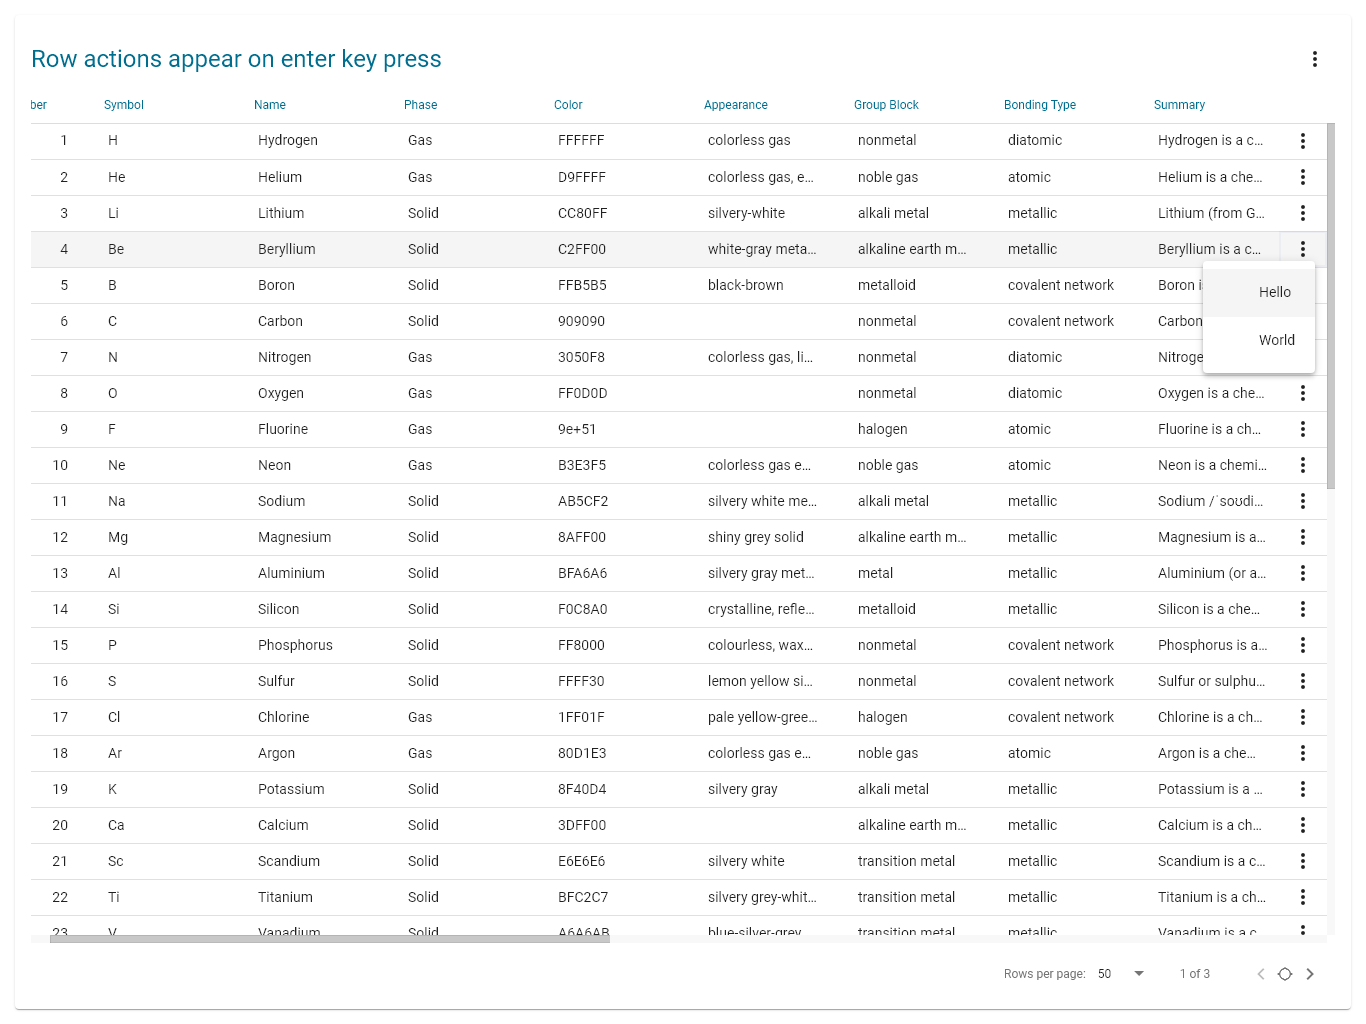 Row actions appear on enter key press
ber Symbol Name Phase Color Appearance Group Block Bonding Type Summary
1 H Hydrogen Gas FFFFFF colorless gas nonmetal diatomic Hydrogen is a c…
2 He Helium Gas D9FFFF colorless gas, e… noble gas atomic Helium is a che…
3 Li Lithium Solid CC80FF silvery-white alkali metal metallic Lithium (from G…
4 Be Beryllium Solid C2FF00 white-gray meta… alkaline earth m… metallic Beryllium is a c…
5 B Boron Solid FFB5B5 black-brown metalloid covalent network Boron i
Hello
6 C Carbon Solid 909090 nonmetal covalent network Carbon
World
7 N Nitrogen Gas 3050F8 colorless gas, li… nonmetal diatomic Nitroge
8 O Oxygen Gas FF0D0D nonmetal diatomic Oxygen is a che…
9 F Fluorine Gas 9e+51 halogen atomic Fluorine is a ch…
10 Ne Neon Gas B3E3F5 colorless gas e… noble gas atomic Neon is a chemi…
11 Na Sodium Solid AB5CF2 silvery white me… alkali metal metallic Sodium /ˈsoʊdi…
12 Mg Magnesium Solid 8AFF00 shiny grey solid alkaline earth m… metallic Magnesium is a…
13 Al Aluminium Solid BFA6A6 silvery gray met… metal metallic Aluminium (or a…
14 Si Silicon Solid F0C8A0 crystalline, refle… metalloid metallic Silicon is a che…
15 P Phosphorus Solid FF8000 colourless, wax… nonmetal covalent network Phosphorus is a…
16 S Sulfur Solid FFFF30 lemon yellow si… nonmetal covalent network Sulfur or sulphu…
17 Cl Chlorine Gas 1FF01F pale yellow-gree… halogen covalent network Chlorine is a ch…
18 Ar Argon Gas 80D1E3 colorless gas e… noble gas atomic Argon is a che…
19 K Potassium Solid 8F40D4 silvery gray alkali metal metallic Potassium is a …
20 Ca Calcium Solid 3DFF00 alkaline earth m… metallic Calcium is a ch…
21 Sc Scandium Solid E6E6E6 silvery white transition metal metallic Scandium is a c…
22 Ti Titanium Solid BFC2C7 silvery grey-whit… transition metal metallic Titanium is a ch…
23 V Vanadium Solid A6A6AB blue-silver-grey transition metal metallic Vanadium is a c
Rows per page: 50 1 of 3